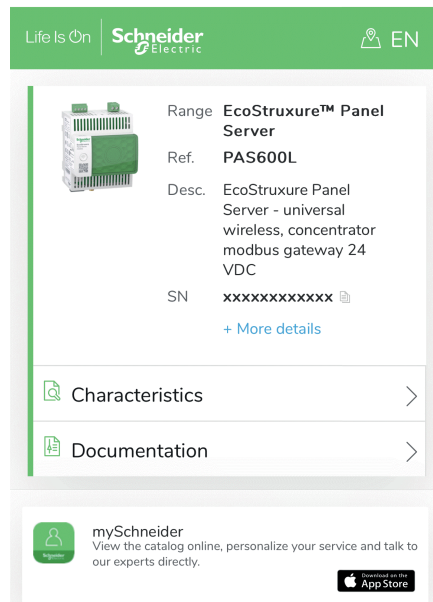 Life Is On
Schneider
Electric
EN
Range EcoStruxure™ Panel
Server
Ref. PAS600L
Desc. EcoStruxure Panel
Server - universal
wireless, concentrator
modbus gateway 24
VDC
SN xxxxxxxxxxxx
+ More details
Characteristics
Documentation
mySchneider
View the catalog online, personalize your service and talk to
our experts directly.
Download on the
App Store